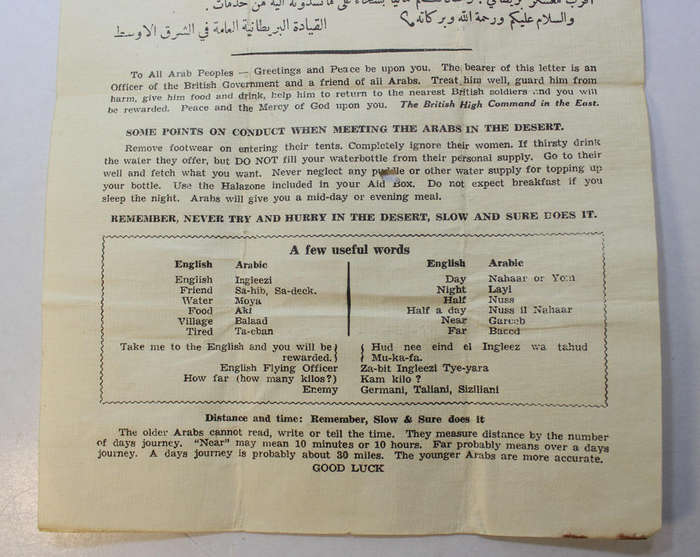 على ما تسدونه اليه من خدمات .
والسلام عليكم ورحمة الله وبركاته
القيادة البريطانية العامة في الشرق الاوسط
To All Arab Peoples — Greetings and Peace be upon you. The bearer of this letter is an
Officer of the British Government and a friend of all Arabs. Treat him well, guard him from
harm, give him food and drink, help him to return to the nearest British soldiers and you will
be rewarded. Peace and the Mercy of God upon you. The British High Command in the East.
SOME POINTS ON CONDUCT WHEN MEETING THE ARABS IN THE DESERT.
Remove footwear on entering their tents. Completely ignore their women. If thirsty drink
the water they offer, but DO NOT fill your waterbottle from their personal supply. Go to their
well and fetch what you want. Never neglect any puddle or other water supply for topping up
your bottle. Use the Halazone included in your Aid Box. Do not expect breakfast if you
sleep the night. Arabs will give you a mid-day or evening meal.
REMEMBER, NEVER TRY AND HURRY IN THE DESERT, SLOW AND SURE DOES IT.
A few useful words
English Arabic English Arabic
English Ingleezi Day Nahaar or Yom
Friend Sa-hib, Sa-deck. Night Layl
Water Moya Half Nuss
Food Akl Half a day Nuss il Nahaar
Village Balaad Near Gareeb
Tired Ta-eban Far Baeed
Take me to the English and you will be } { Hud nee eind el Ingleez wa tahud
rewarded. } { Mu-ka-fa.
English Flying Officer Za-bit Ingleezi Tye-yara
How far (how many kilos?) Kam kilo ?
Enemy Germani, Taliani, Siziliani
Distance and time: Remember, Slow & Sure does it
The older Arabs cannot read, write or tell the time. They measure distance by the number
of days journey. "Near" may mean 10 minutes or 10 hours. Far probably means over a days
journey. A days journey is probably about 30 miles. The younger Arabs are more accurate.
GOOD LUCK